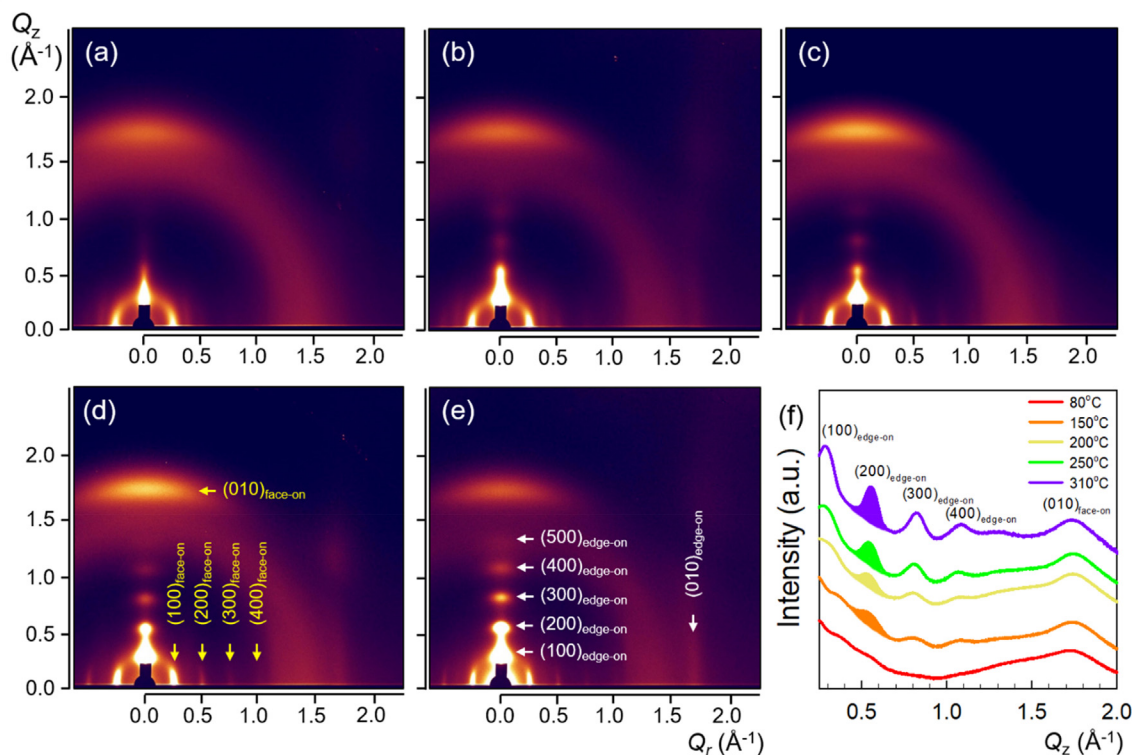 Qz
(Å-1)
(a)
(b)
(c)
2.0
1.5
1.0
0.5
0.0
0.0 0.5 1.0 1.5 2.0
0.0 0.5 1.0 1.5 2.0
0.0 0.5 1.0 1.5 2.0
(d)
(010)face-on
(100)face-on
(200)face-on
(300)face-on
(400)face-on
2.0
1.5
1.0
0.5
0.0
0.0 0.5 1.0 1.5 2.0
(e)
(500)edge-on
(400)edge-on
(300)edge-on
(200)edge-on
(100)edge-on
(010)edge-on
0.0 0.5 1.0 1.5 2.0
Qr (Å-1)
(f)
80oC
150oC
200oC
250oC
310oC
(100)edge-on
(200)edge-on
(300)edge-on
(400)edge-on
(010)face-on
Intensity (a.u.)
0.5 1.0 1.5 2.0
Qz (Å-1)